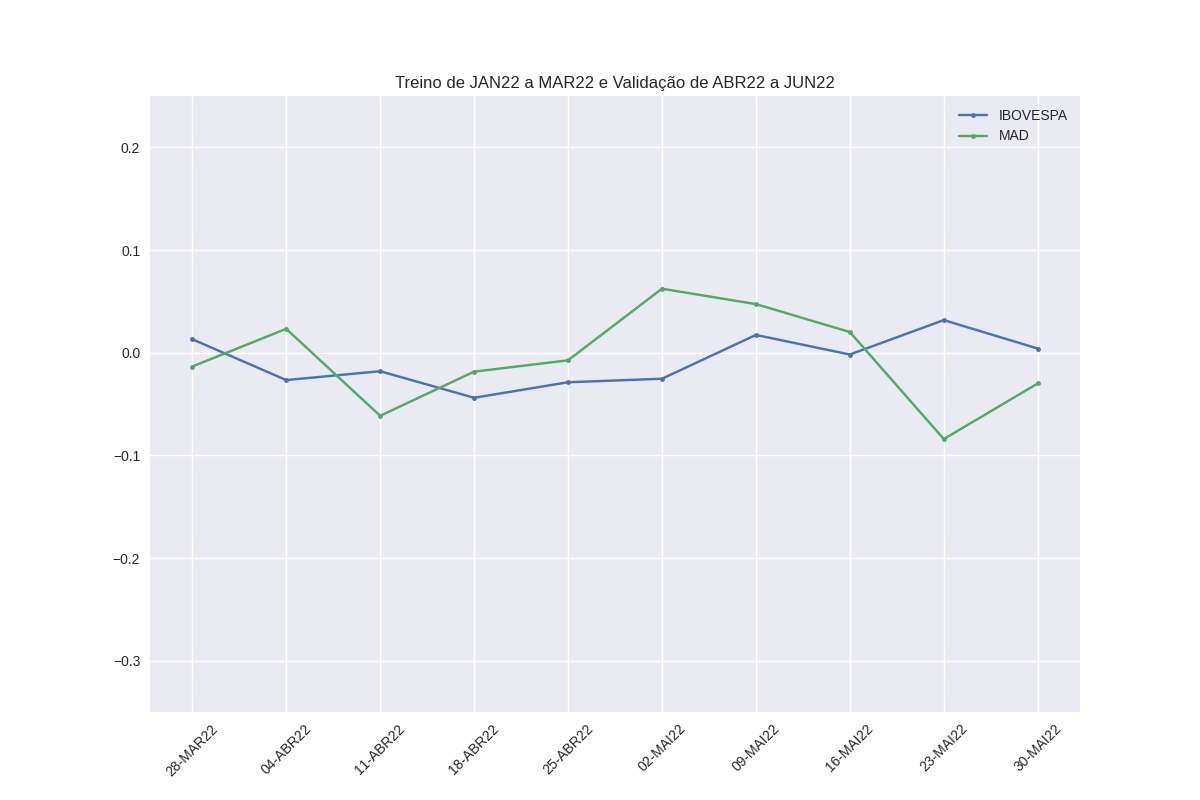 Treino de JAN22 a MAR22 e Validação de ABR22 a JUN22
IBOVESPA
MAD
0.2
0.1
0.0
−0.1
−0.2
−0.3
28-MAR22
04-ABR22
11-ABR22
18-ABR22
25-ABR22
02-MAI22
09-MAI22
16-MAI22
23-MAI22
30-MAI22